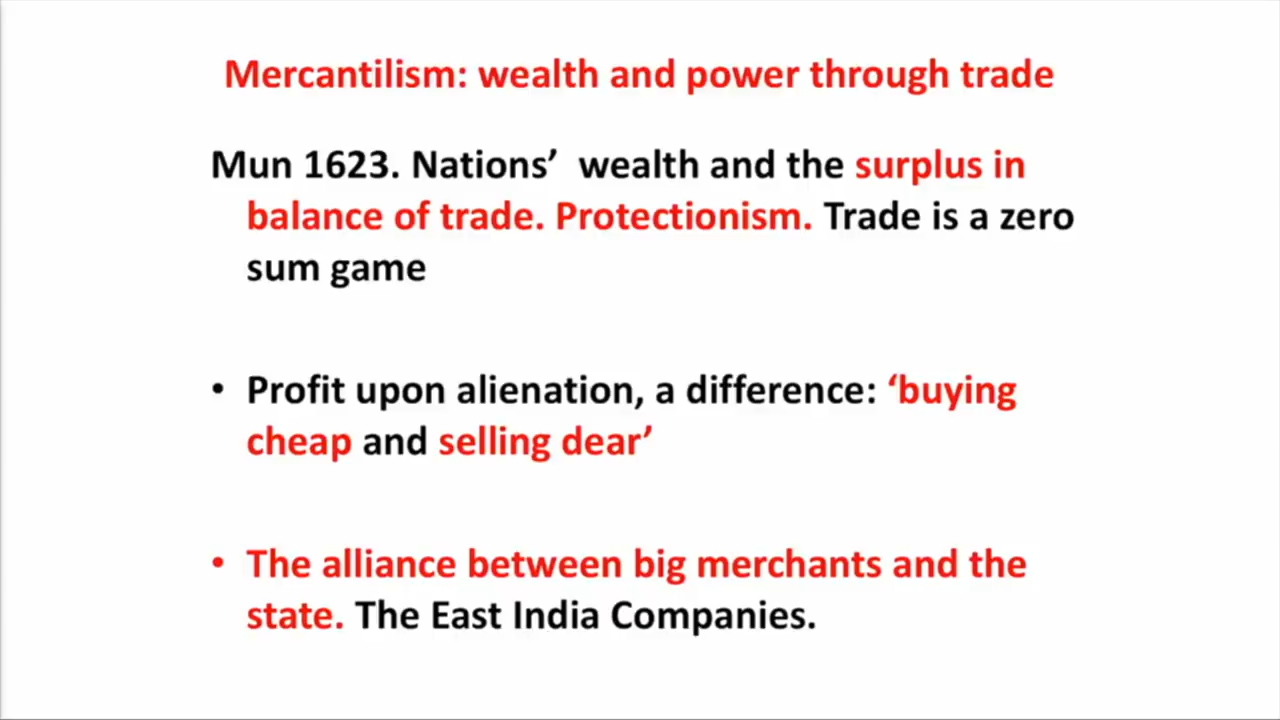 Mercantilism: wealth and power through trade
Mun 1623. Nations’  wealth and the surplus in
balance of trade. Protectionism. Trade is a zero
sum game
• Profit upon alienation, a difference: ‘buying
cheap and selling dear’
• The alliance between big merchants and the
state. The East India Companies.